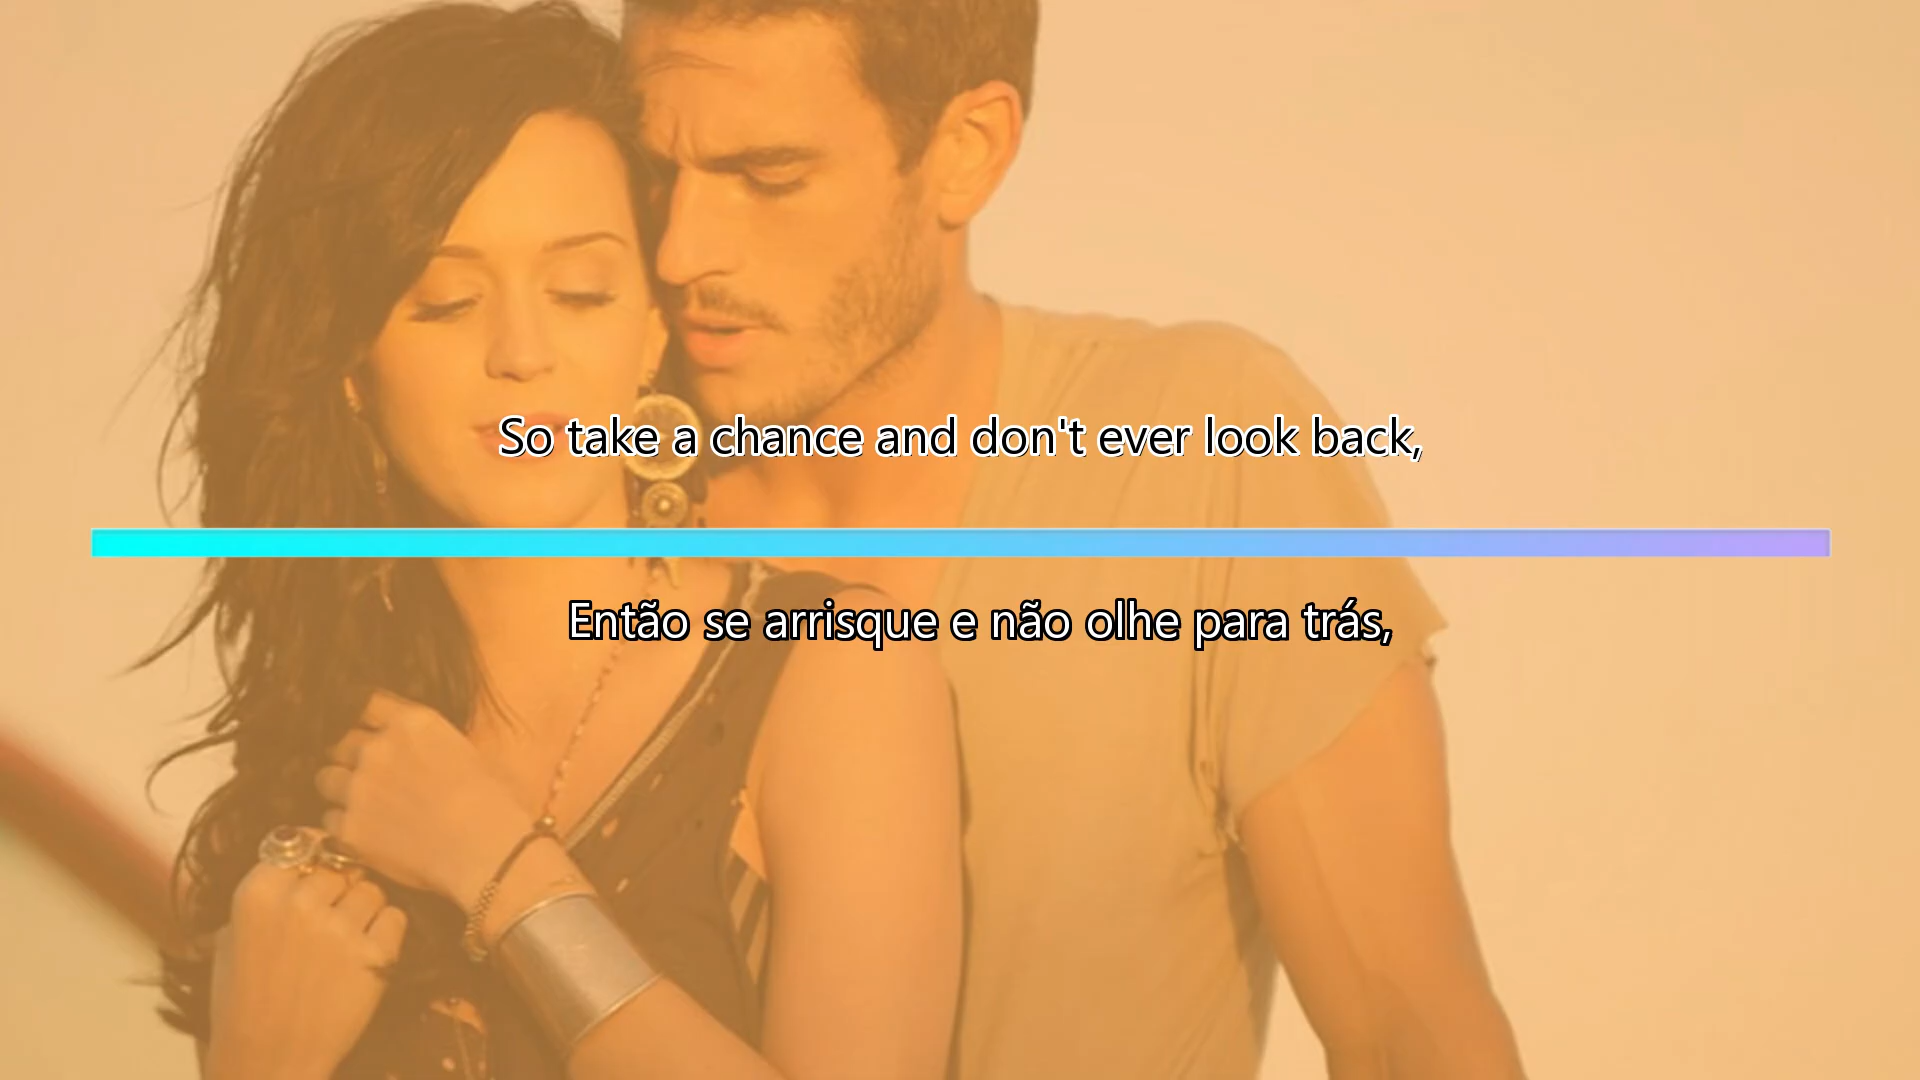 So take a chance and don't ever look back,
Então se arrisque e não olhe para trás,